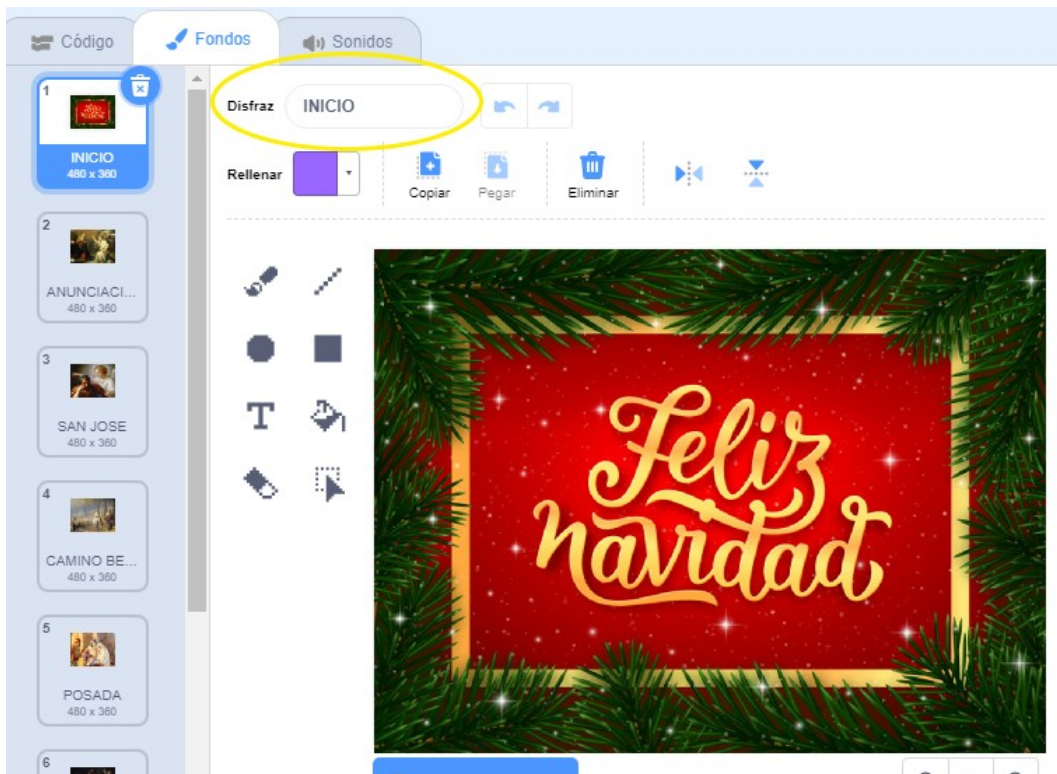 Código
Fondos
Sonidos
1
INICIO
480 x 360
2
ANUNCIACI...
480 x 360
3
SAN JOSE
480 x 360
4
CAMINO BE...
480 x 360
5
POSADA
480 x 360
6
Disfraz
INICIO
Rellenar
Copiar
Pegar
Eliminar
T
Feliz
navidad